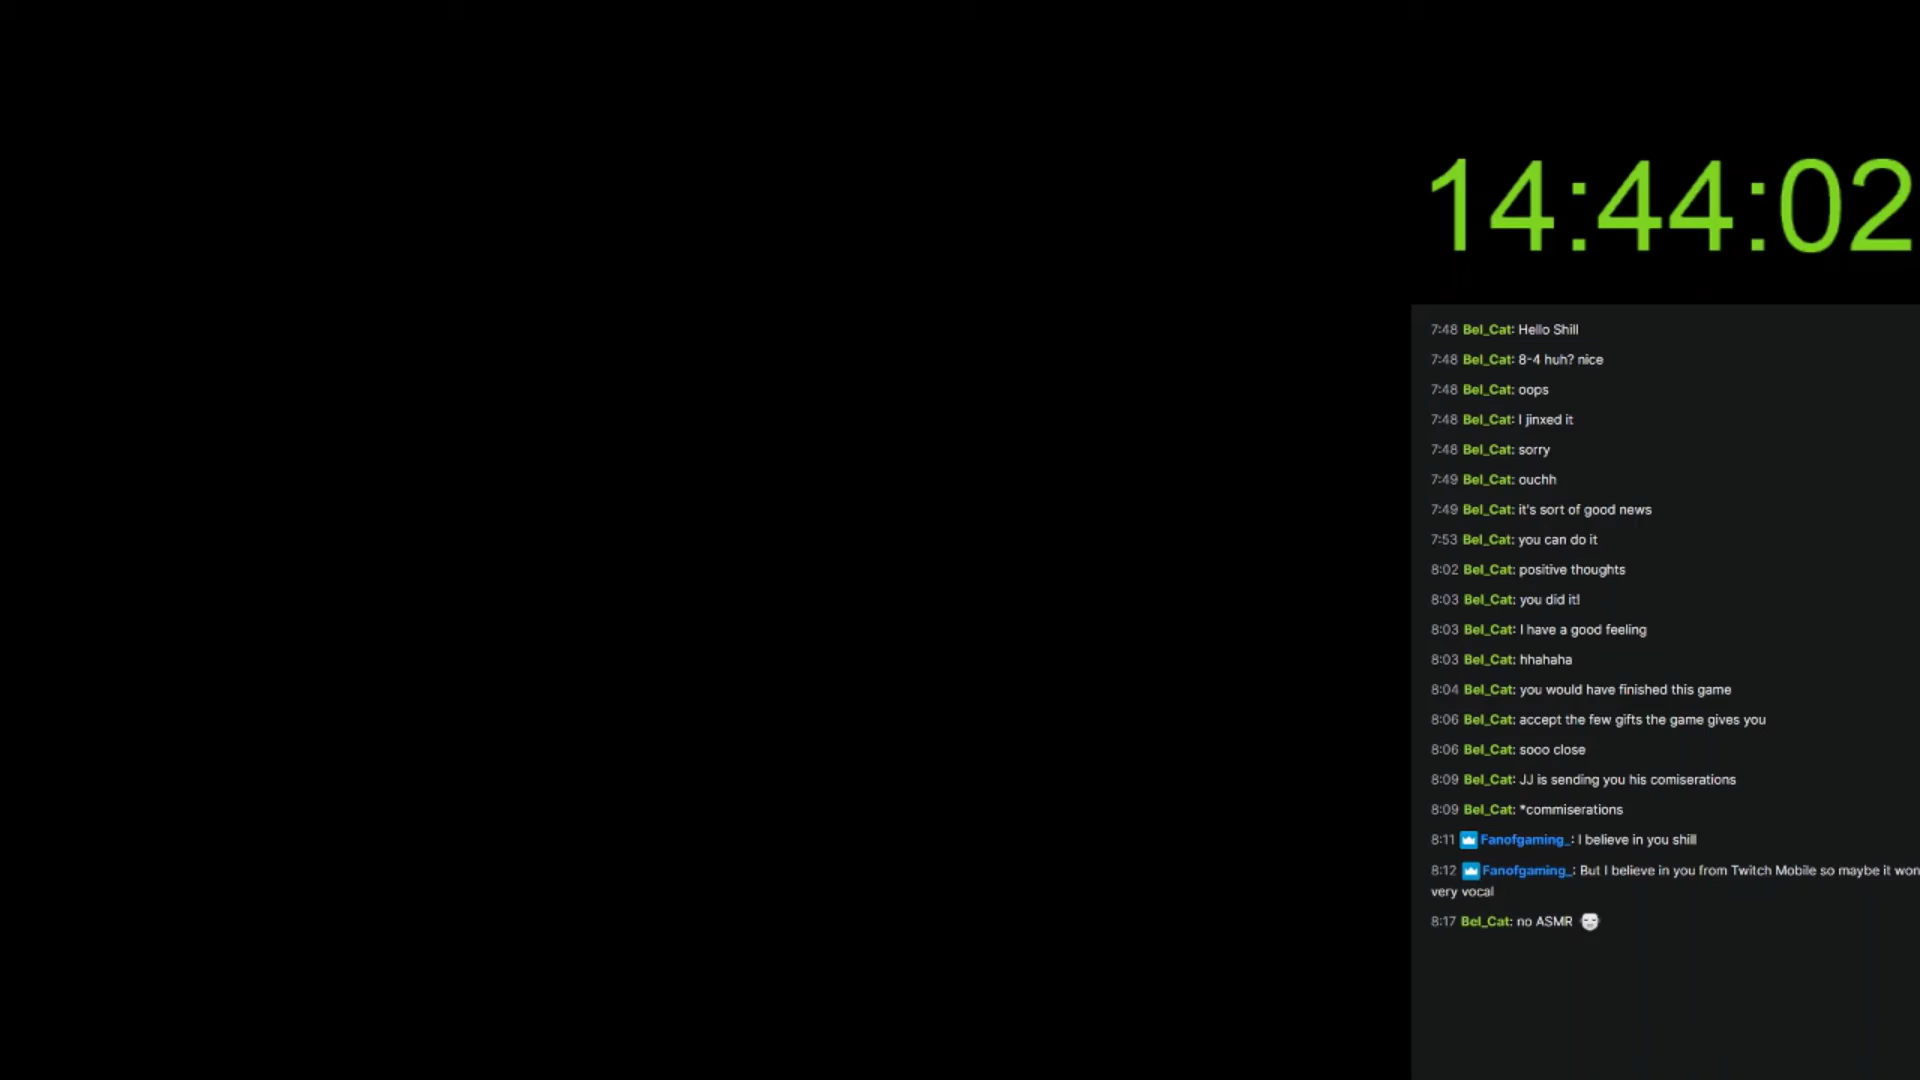 14:44:02
7:48 Bel_Cat: Hello Shill
7:48 Bel_Cat: 8-4 huh? nice
7:48 Bel_Cat: oops
7:48 Bel_Cat: I jinxed it
7:48 Bel_Cat: sorry
7:49 Bel_Cat: ouchh
7:49 Bel_Cat: it's sort of good news
7:53 Bel_Cat: you can do it
8:02 Bel_Cat: positive thoughts
8:03 Bel_Cat: you did it!
8:03 Bel_Cat: I have a good feeling
8:03 Bel_Cat: hhahaha
8:04 Bel_Cat: you would have finished this game
8:06 Bel_Cat: accept the few gifts the game gives you
8:06 Bel_Cat: sooo close
8:09 Bel_Cat: JJ is sending you his comiserations
8:09 Bel_Cat: *commiserations
8:11 Fanofgaming_: I believe in you shill
8:12 Fanofgaming_: But I believe in you from Twitch Mobile so maybe it won
very vocal
8:17 Bel_Cat: no ASMR